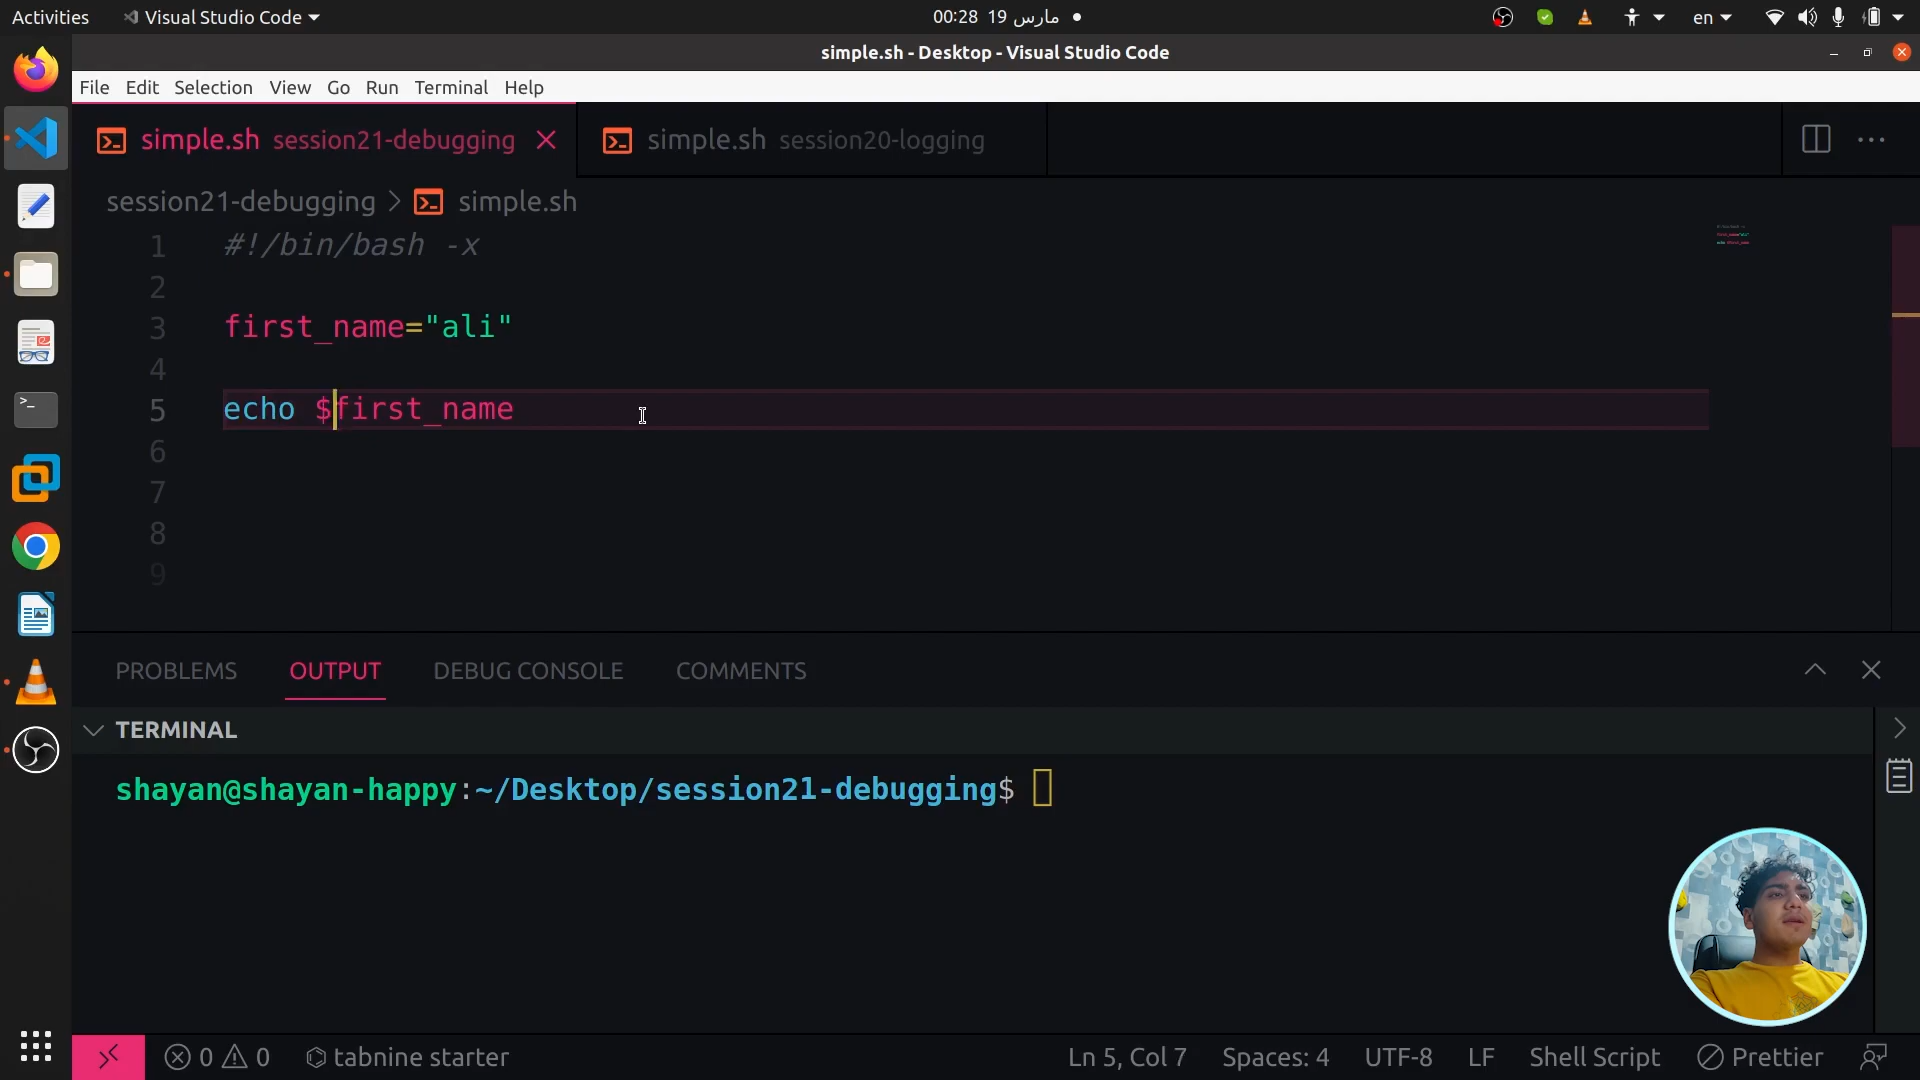 Activities
Visual Studio Code
00:28 19 مارس
en
simple.sh - Desktop - Visual Studio Code
File Edit Selection View Go Run Terminal Help
simple.sh session21-debugging
simple.sh session20-logging
session21-debugging > simple.sh
1 #!/bin/bash -x
2
3 first_name="ali"
4
5 echo $first_name
6
7
8
9
PROBLEMS OUTPUT DEBUG CONSOLE COMMENTS
TERMINAL
shayan@shayan-happy:~/Desktop/session21-debugging$
0 0 tabnine starter
Ln 5, Col 7 Spaces: 4 UTF-8 LF Shell Script Prettier